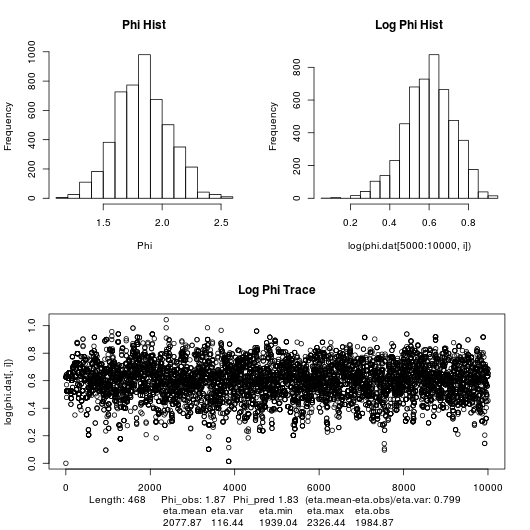 Phi Hist
Log Phi Hist
Frequency
0 200 400 600 800 1000
1.5 2.0 2.5
Phi
Frequency
0 200 400 600 800
0.2 0.4 0.6 0.8
log(phi.dat[5000:10000, i])
Log Phi Trace
log(phi.dat[, i])
0.0 0.2 0.4 0.6 0.8 1.0
0 2000 4000 6000 8000 10000
Length: 468 Phi_obs: 1.87 Phi_pred 1.83 (eta.mean-eta.obs)/eta.var: 0.799
eta.mean eta.var eta.min eta.max eta.obs
2077.87 116.44 1939.04 2326.44 1984.87